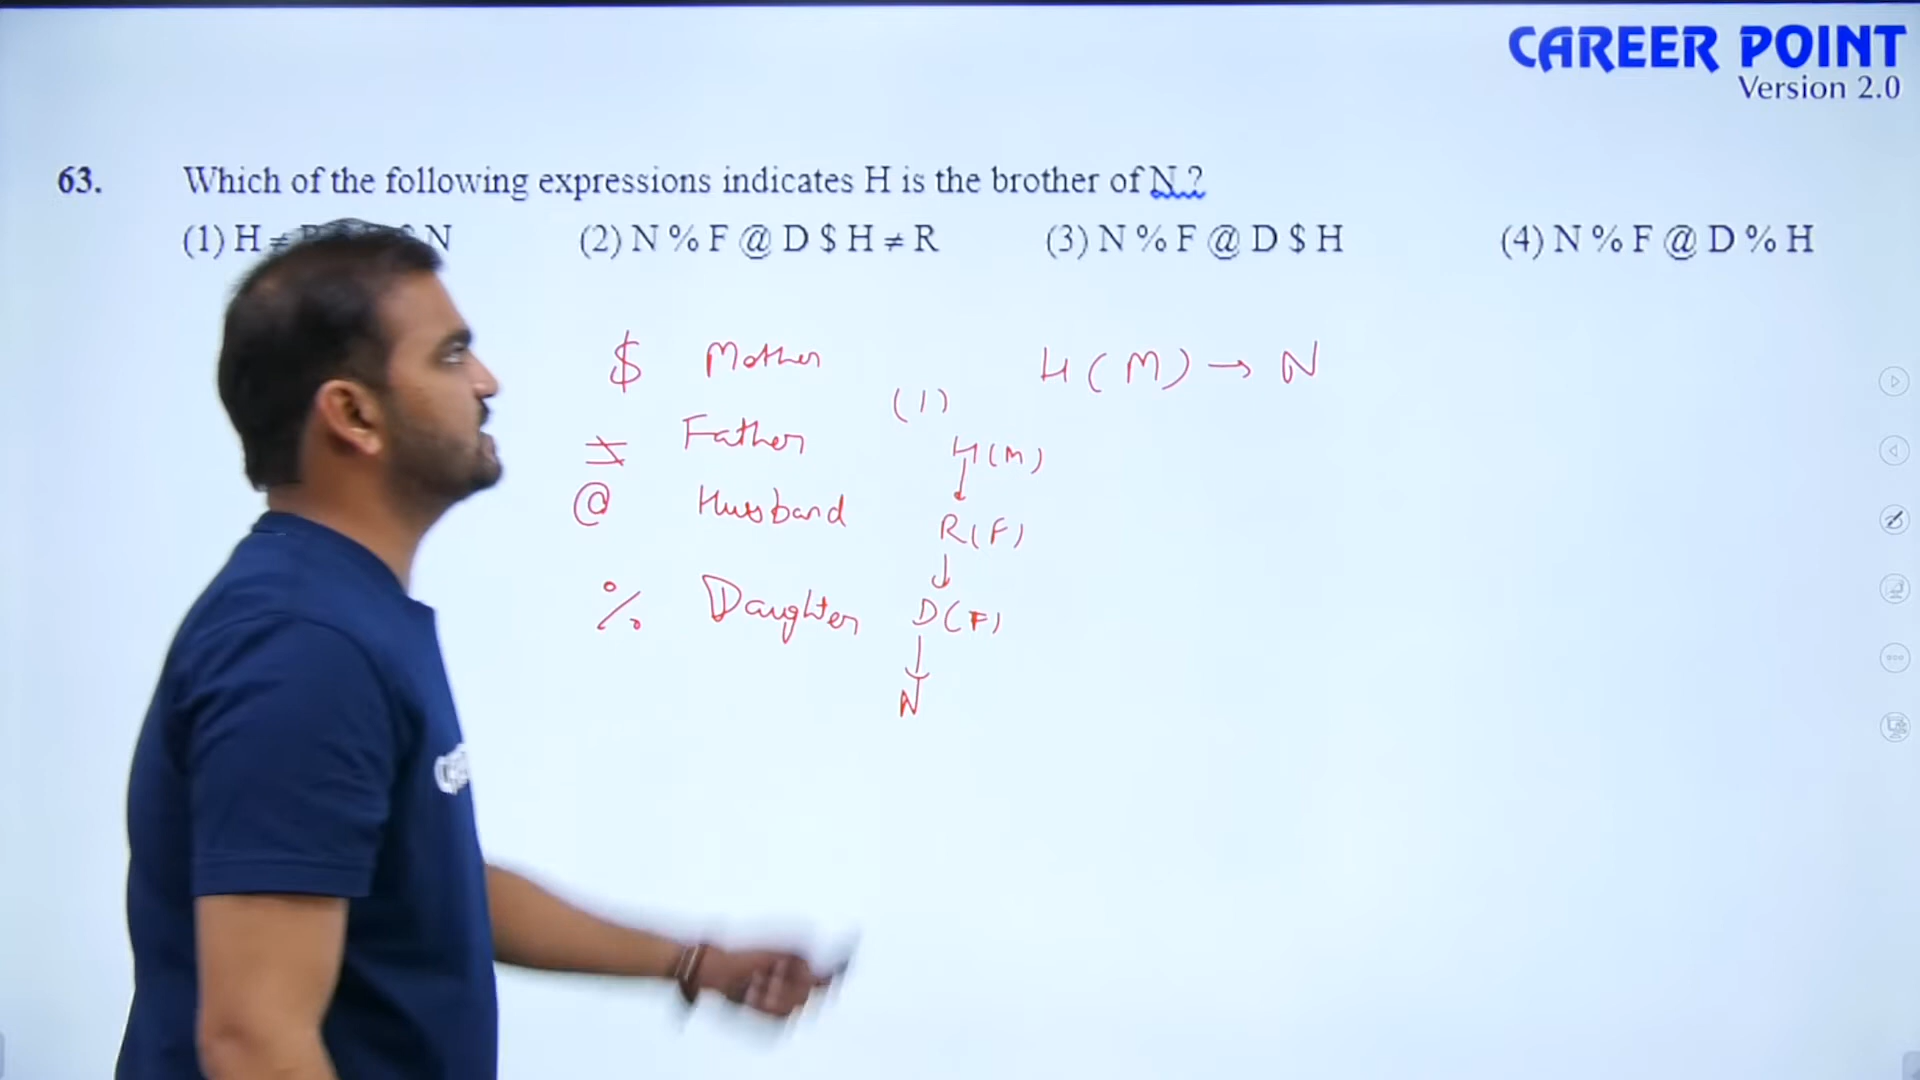 CAREER POINT
Version 2.0
63. Which of the following expressions indicates H is the brother of N ?
(1) H ≠ N (2) N % F @ D $ H ≠ R (3) N % F @ D $ H (4) N % F @ D % H
$ Mother H (M) → N
(1)
≠ Father H(M)
↓
@ Husband R(F)
↓
% Daughter D(F)
↓
N